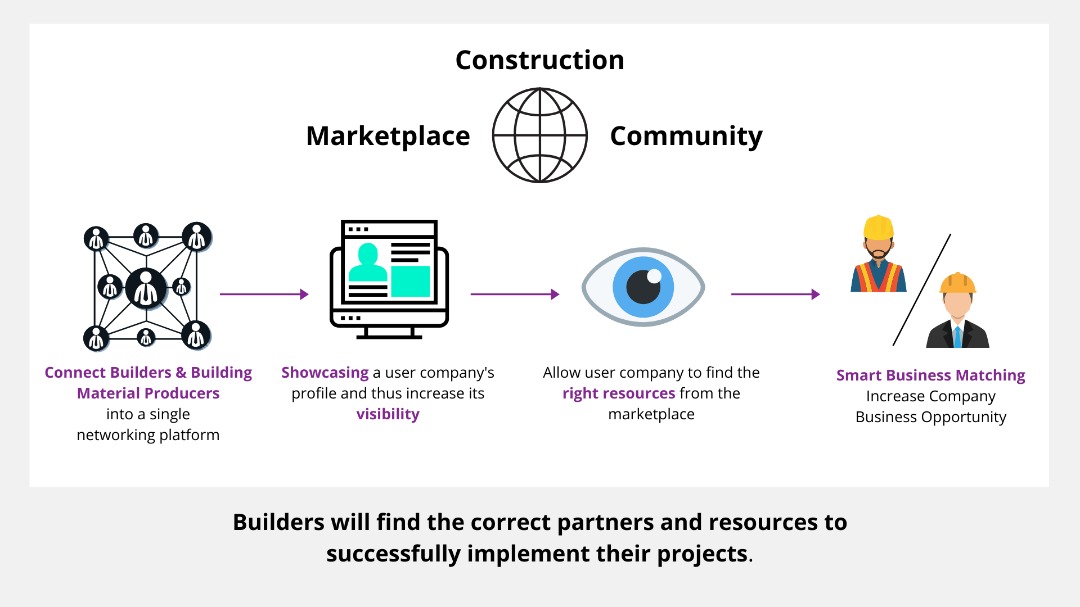 Construction
Marketplace
Community
Connect Builders & Building
Material Producers
into a single
networking platform
Showcasing a user company's
profile and thus increase its
visibility
Allow user company to find the
right resources from the
marketplace
Smart Business Matching
Increase Company
Business Opportunity
Builders will find the correct partners and resources to
successfully implement their projects.